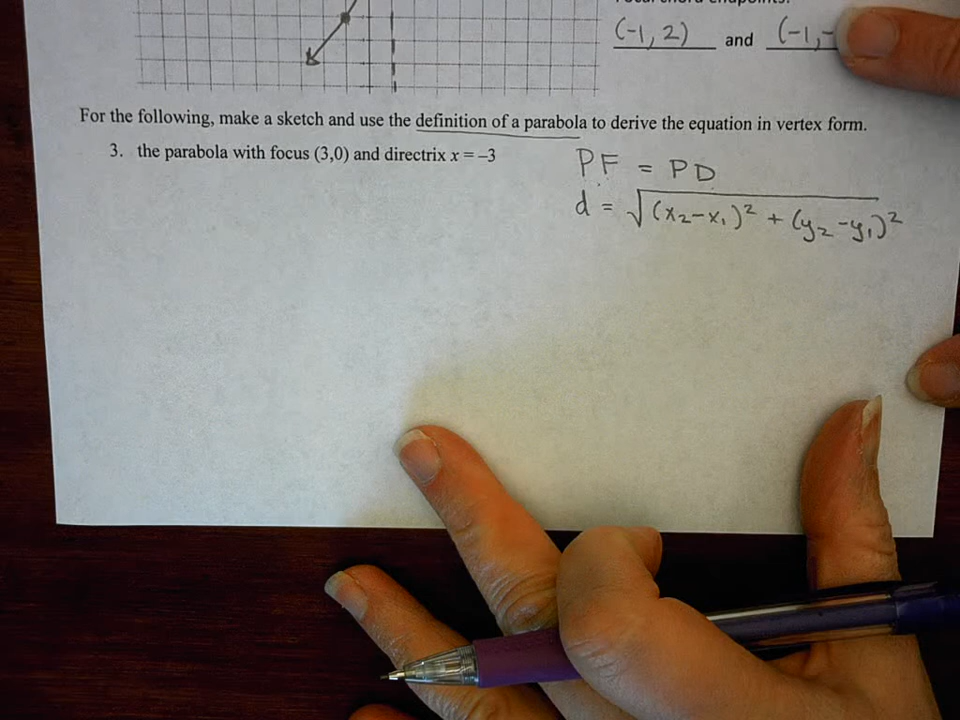 (-1, 2) and (-1,-
For the following, make a sketch and use the definition of a parabola to derive the equation in vertex form.
3. the parabola with focus (3,0) and directrix x = –3
PF = PD
d = √(x₂-x₁)² + (y₂-y₁)²